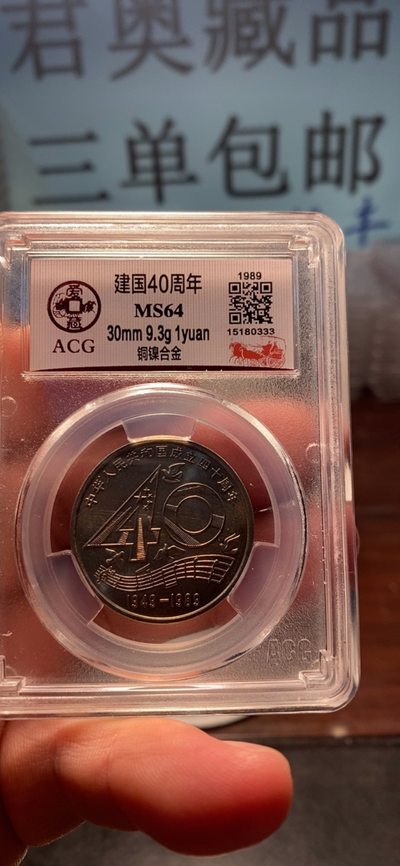 君奥藏品
三单包邮
建国40周年
1989
MS64
30mm 9.3g 1yuan
15180333
ACG
铜镍合金
中华人民共和国成立四十周年
40
1949-1989
ACG